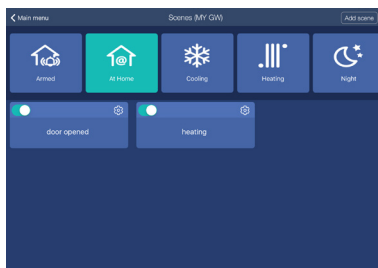 Main menu
Scenes (MY GW)
Add scene
Armed
At Home
Cooling
Heating
Night
door opened
heating